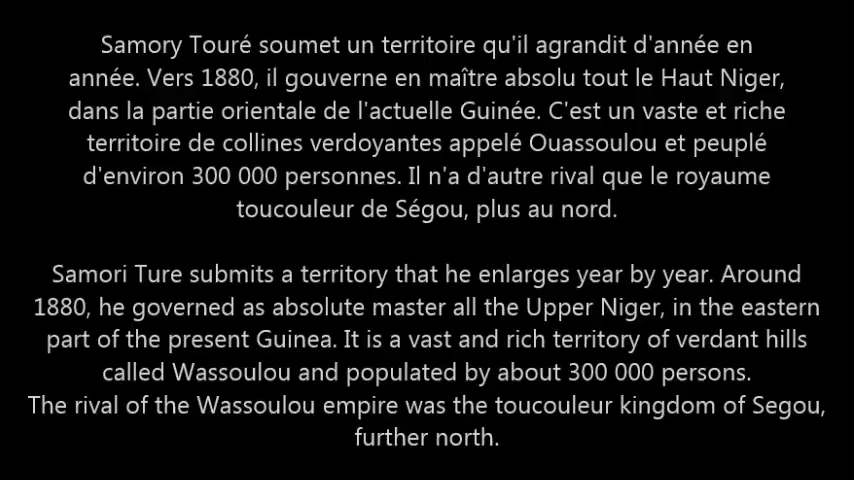 Samory Touré soumet un territoire qu'il agrandit d'année en
année. Vers 1880, il gouverne en maître absolu tout le Haut Niger,
dans la partie orientale de l'actuelle Guinée. C'est un vaste et riche
territoire de collines verdoyantes appelé Ouassoulou et peuplé
d'environ 300 000 personnes. Il n'a d'autre rival que le royaume
toucouleur de Ségou, plus au nord.
Samori Ture submits a territory that he enlarges year by year. Around
1880, he governed as absolute master all the Upper Niger, in the eastern
part of the present Guinea. It is a vast and rich territory of verdant hills
called Wassoulou and populated by about 300 000 persons.
The rival of the Wassoulou empire was the toucouleur kingdom of Segou,
further north.